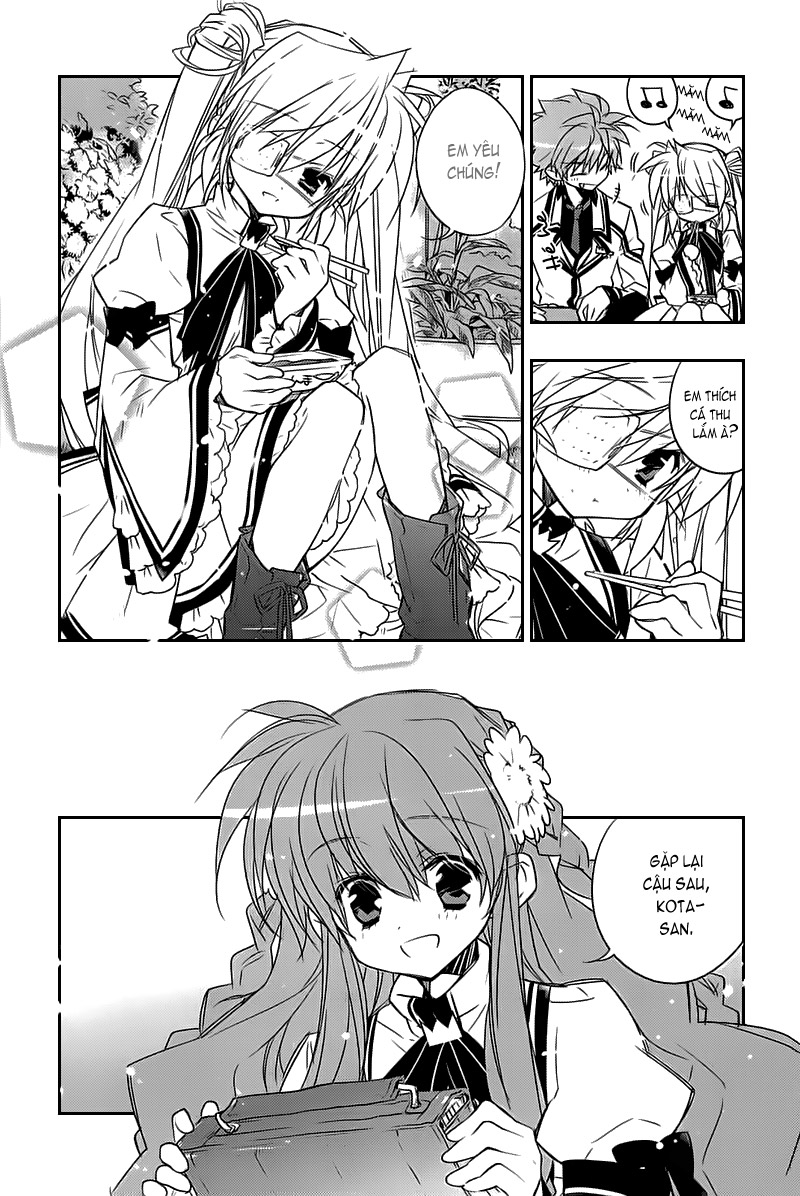 EM YÊU
CHÚNG!
MĂM
MĂM
MĂM
EM THÍCH
CÁ THU
LẮM À?
GẶP LẠI
CẬU SAU,
KOTA-
SAN.